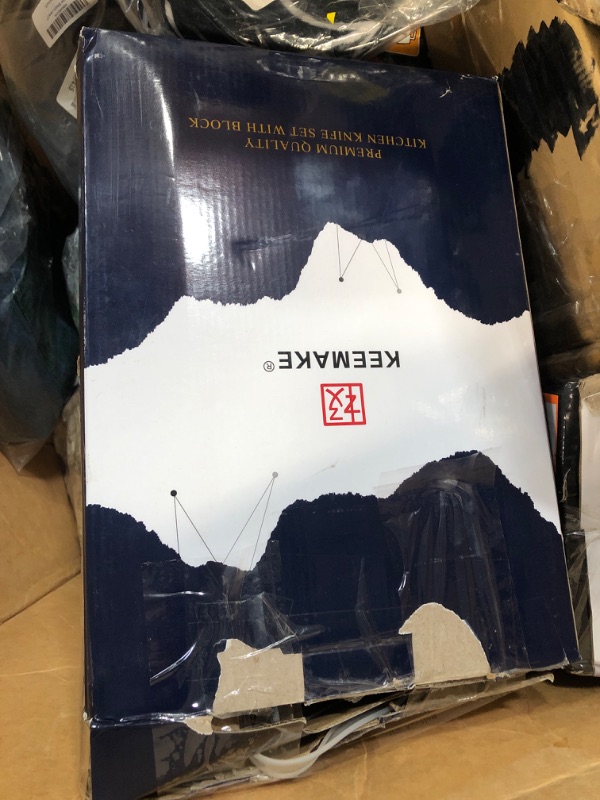 KEEMAKE®
PREMIUM QUALITY
KITCHEN KNIFE SET WITH BLOCK